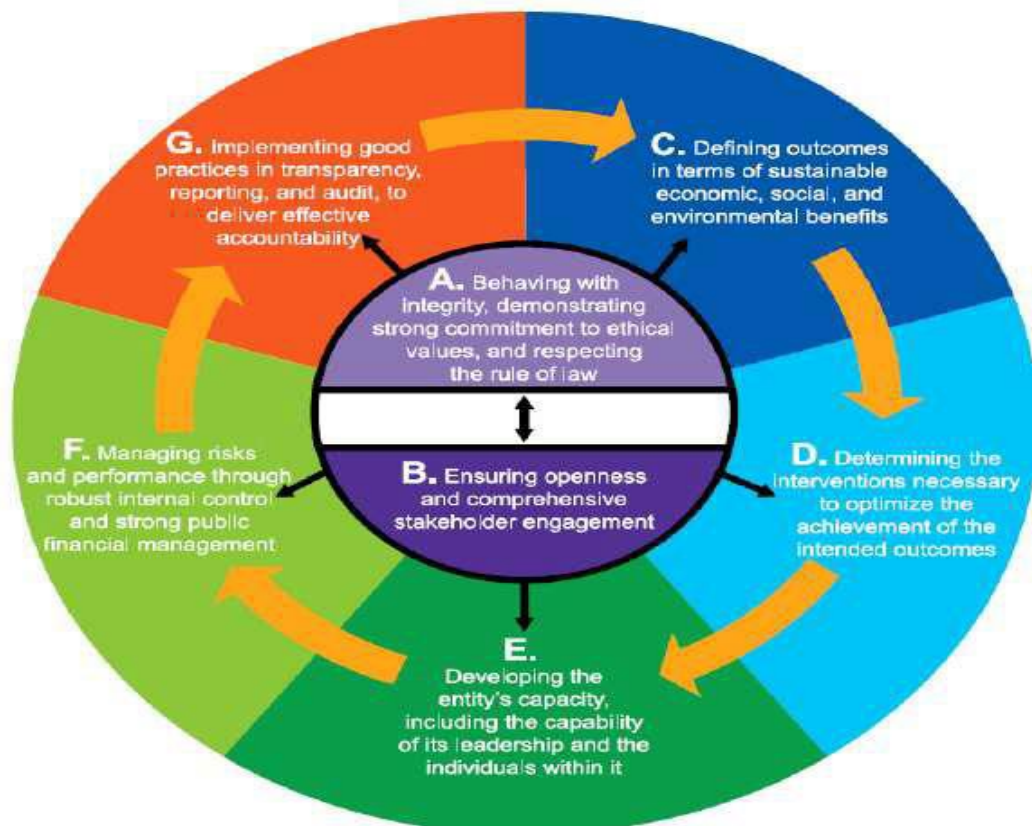 G. Implementing good
practices in transparency,
reporting, and audit, to
deliver effective
accountability
C. Defining outcomes
in terms of sustainable
economic, social, and
environmental benefits
A. Behaving with
integrity, demonstrating
strong commitment to ethical
values, and respecting
the rule of law
B. Ensuring openness
and comprehensive
stakeholder engagement
D. Determining the
interventions necessary
to optimize the
achievement of the
intended outcomes
E.
Developing the
entity's capacity,
including the capability
of its leadership and the
individuals within it
F. Managing risks
and performance through
robust internal control
and strong public
financial management